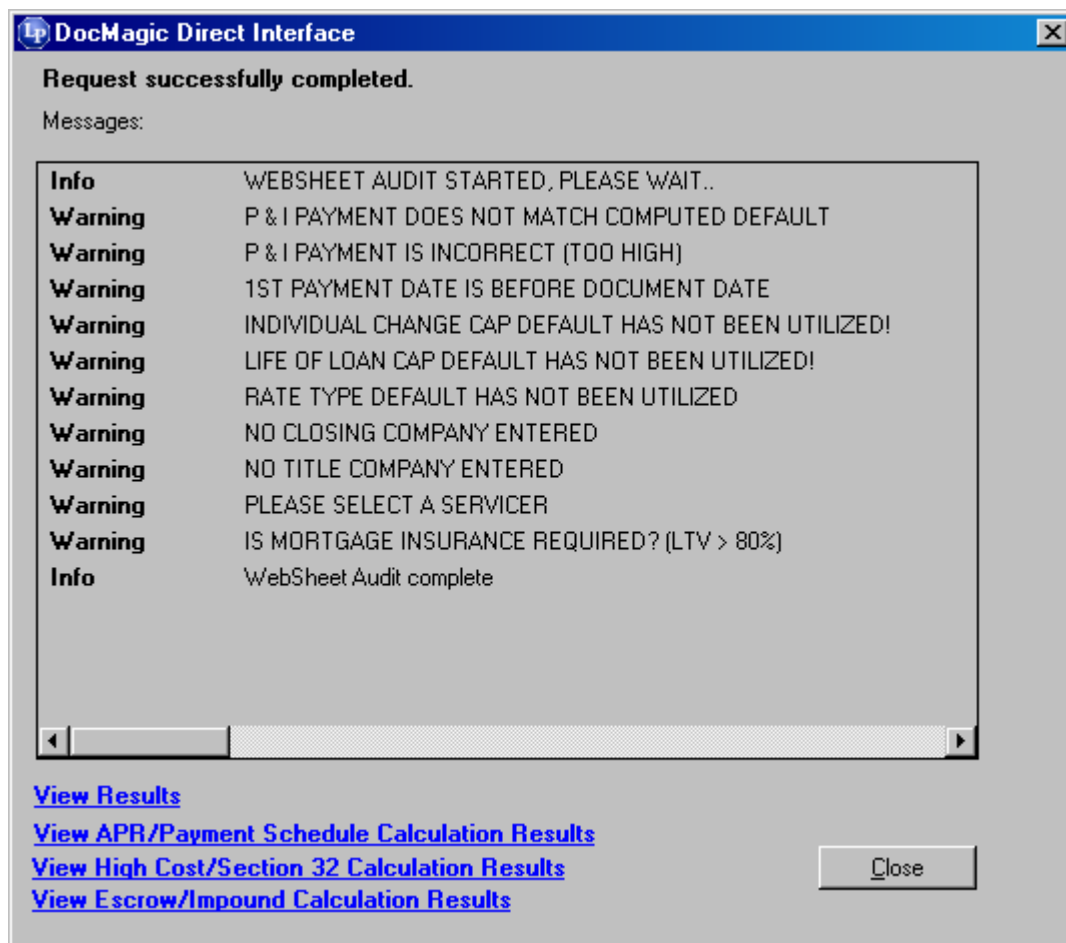 LP DocMagic Direct Interface
Request successfully completed.
Messages:
Info WEBSHEET AUDIT STARTED, PLEASE WAIT..
Warning P & I PAYMENT DOES NOT MATCH COMPUTED DEFAULT
Warning P & I PAYMENT IS INCORRECT (TOO HIGH)
Warning 1ST PAYMENT DATE IS BEFORE DOCUMENT DATE
Warning INDIVIDUAL CHANGE CAP DEFAULT HAS NOT BEEN UTILIZED!
Warning LIFE OF LOAN CAP DEFAULT HAS NOT BEEN UTILIZED!
Warning RATE TYPE DEFAULT HAS NOT BEEN UTILIZED
Warning NO CLOSING COMPANY ENTERED
Warning NO TITLE COMPANY ENTERED
Warning PLEASE SELECT A SERVICER
Warning IS MORTGAGE INSURANCE REQUIRED? (LTV > 80%)
Info WebSheet Audit complete
View Results
View APR/Payment Schedule Calculation Results
View High Cost/Section 32 Calculation Results
Close
View Escrow/Impound Calculation Results